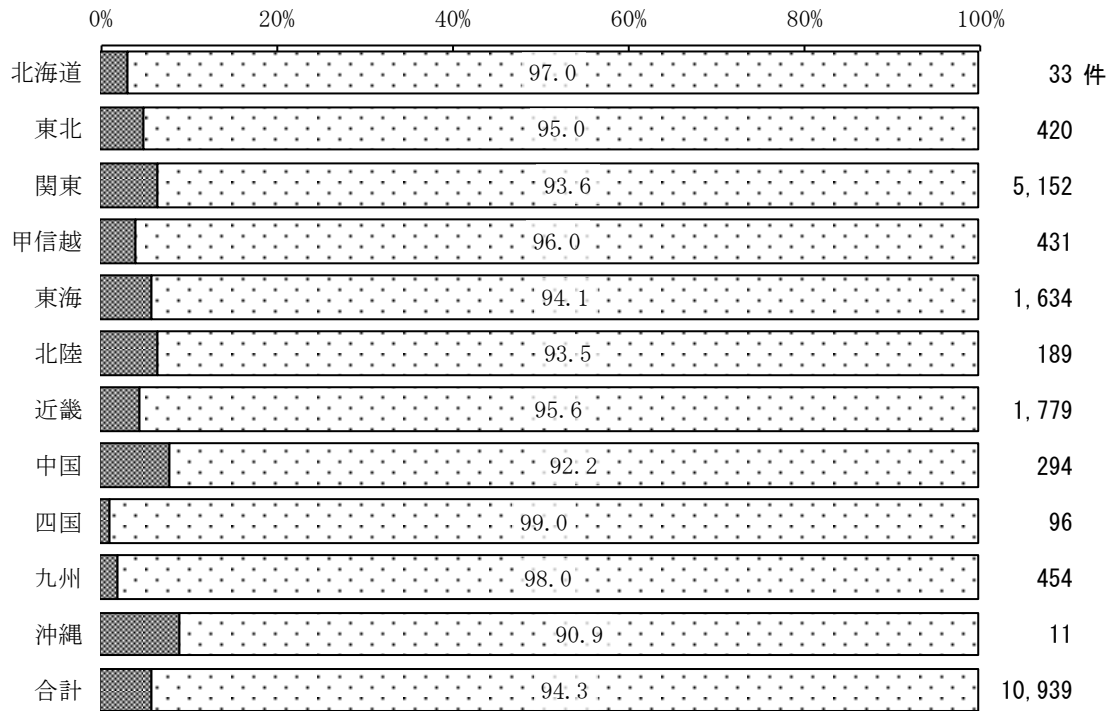 0% 20% 40% 60% 80% 100%
北海道 97.0 33 件
東北 95.0 420
関東 93.6 5,152
甲信越 96.0 431
東海 94.1 1,634
北陸 93.5 189
近畿 95.6 1,779
中国 92.2 294
四国 99.0 96
九州 98.0 454
沖縄 90.9 11
合計 94.3 10,939